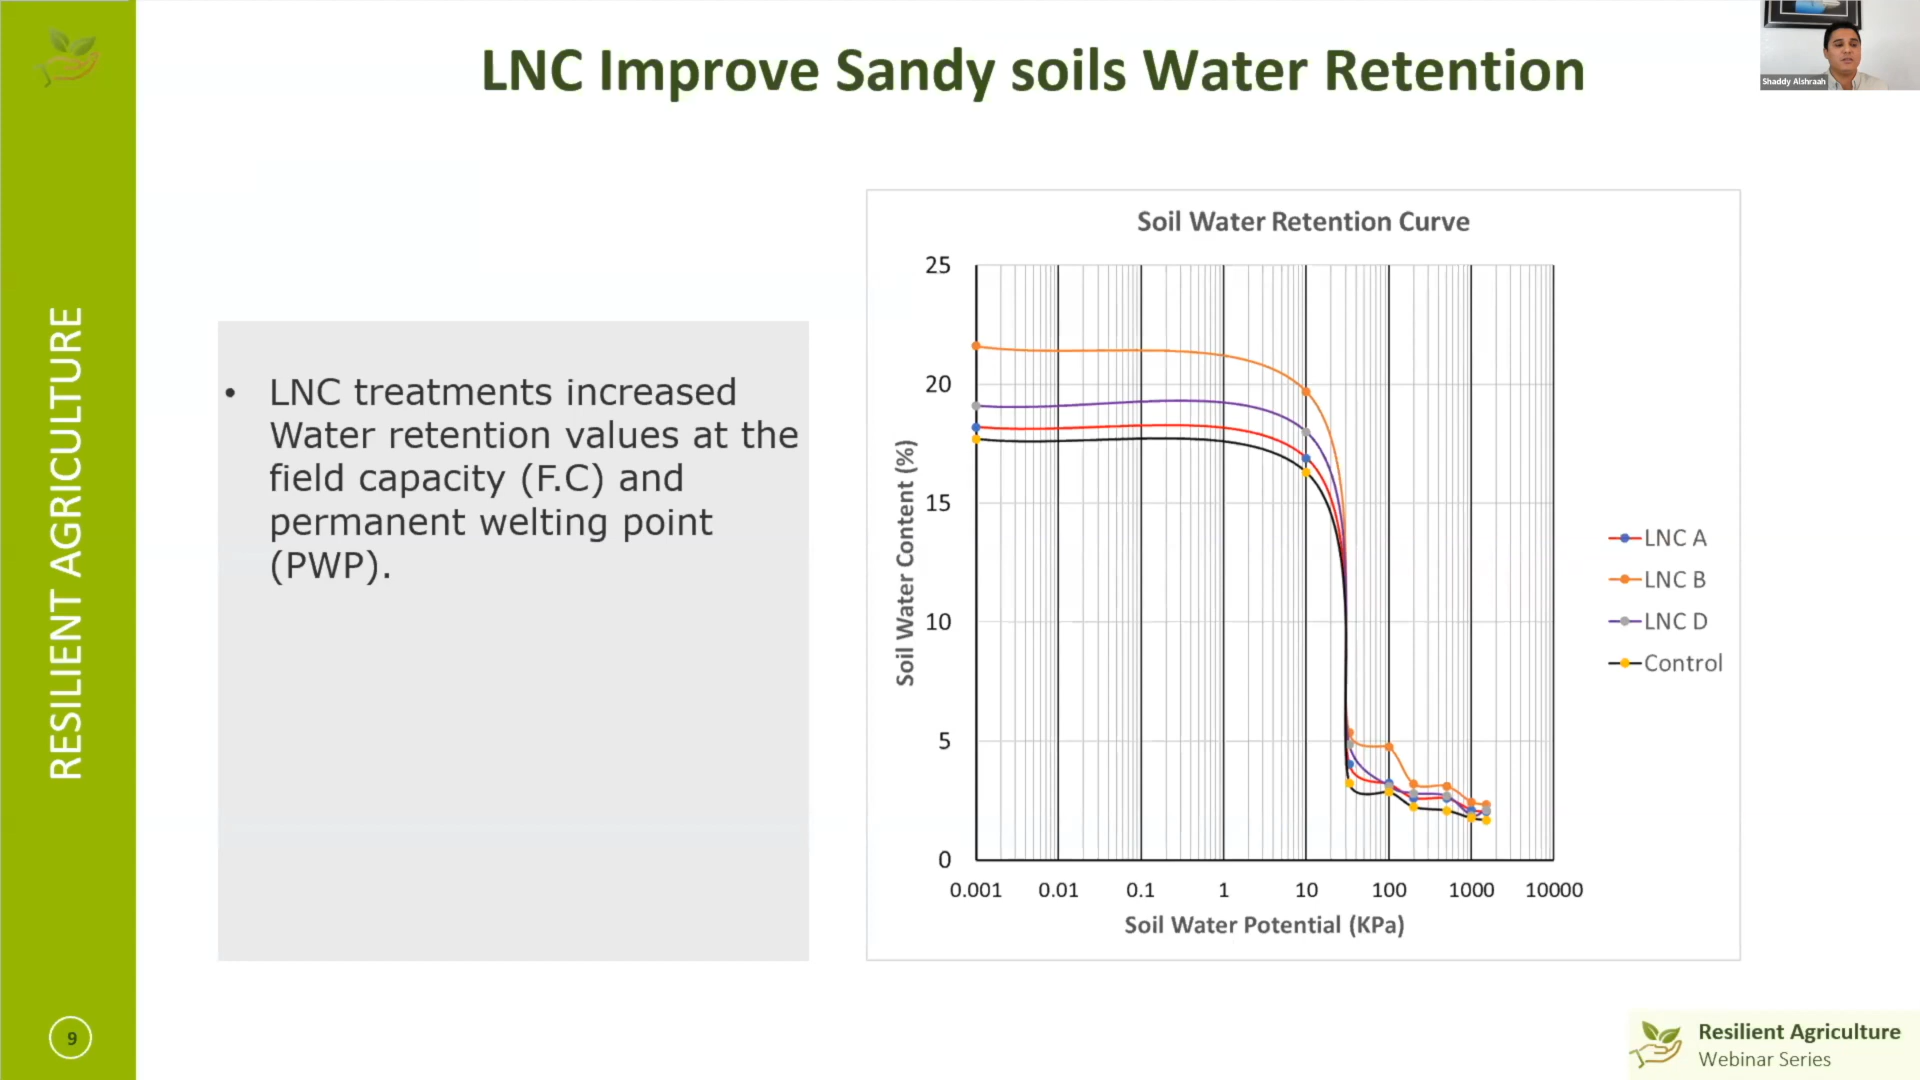 LNC Improve Sandy soils Water Retention
Shaddy Alshraah
RESILIENT AGRICULTURE
• LNC treatments increased
Water retention values at the
field capacity (F.C) and
permanent welting point
(PWP).
Soil Water Retention Curve
Soil Water Content (%)
25
20
15
10
5
0
0.001 0.01 0.1 1 10 100 1000 10000
Soil Water Potential (KPa)
LNC A
LNC B
LNC D
Control
9
Resilient Agriculture
Webinar Series